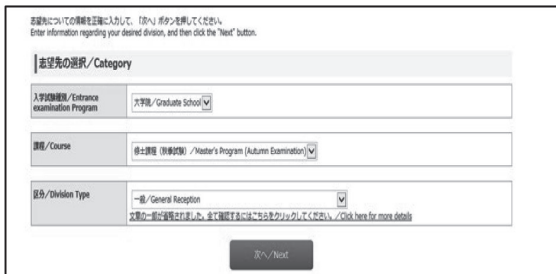 志望先についての情報を正確に入力して、「次へ」ボタンを押してください。
Enter information regarding your desired division, and then click the "Next" button.
志望先の選択／Category
入学試験種別／Entrance
examination Program
大学院／Graduate School
課程／Course
修士課程（秋季試験）／Master's Program (Autumn Examination)
区分／Division Type
一般／General Reception
文章の一部が省略されました。全て確認するにはこちらをクリックしてください。／Click here for more details
次へ／Next